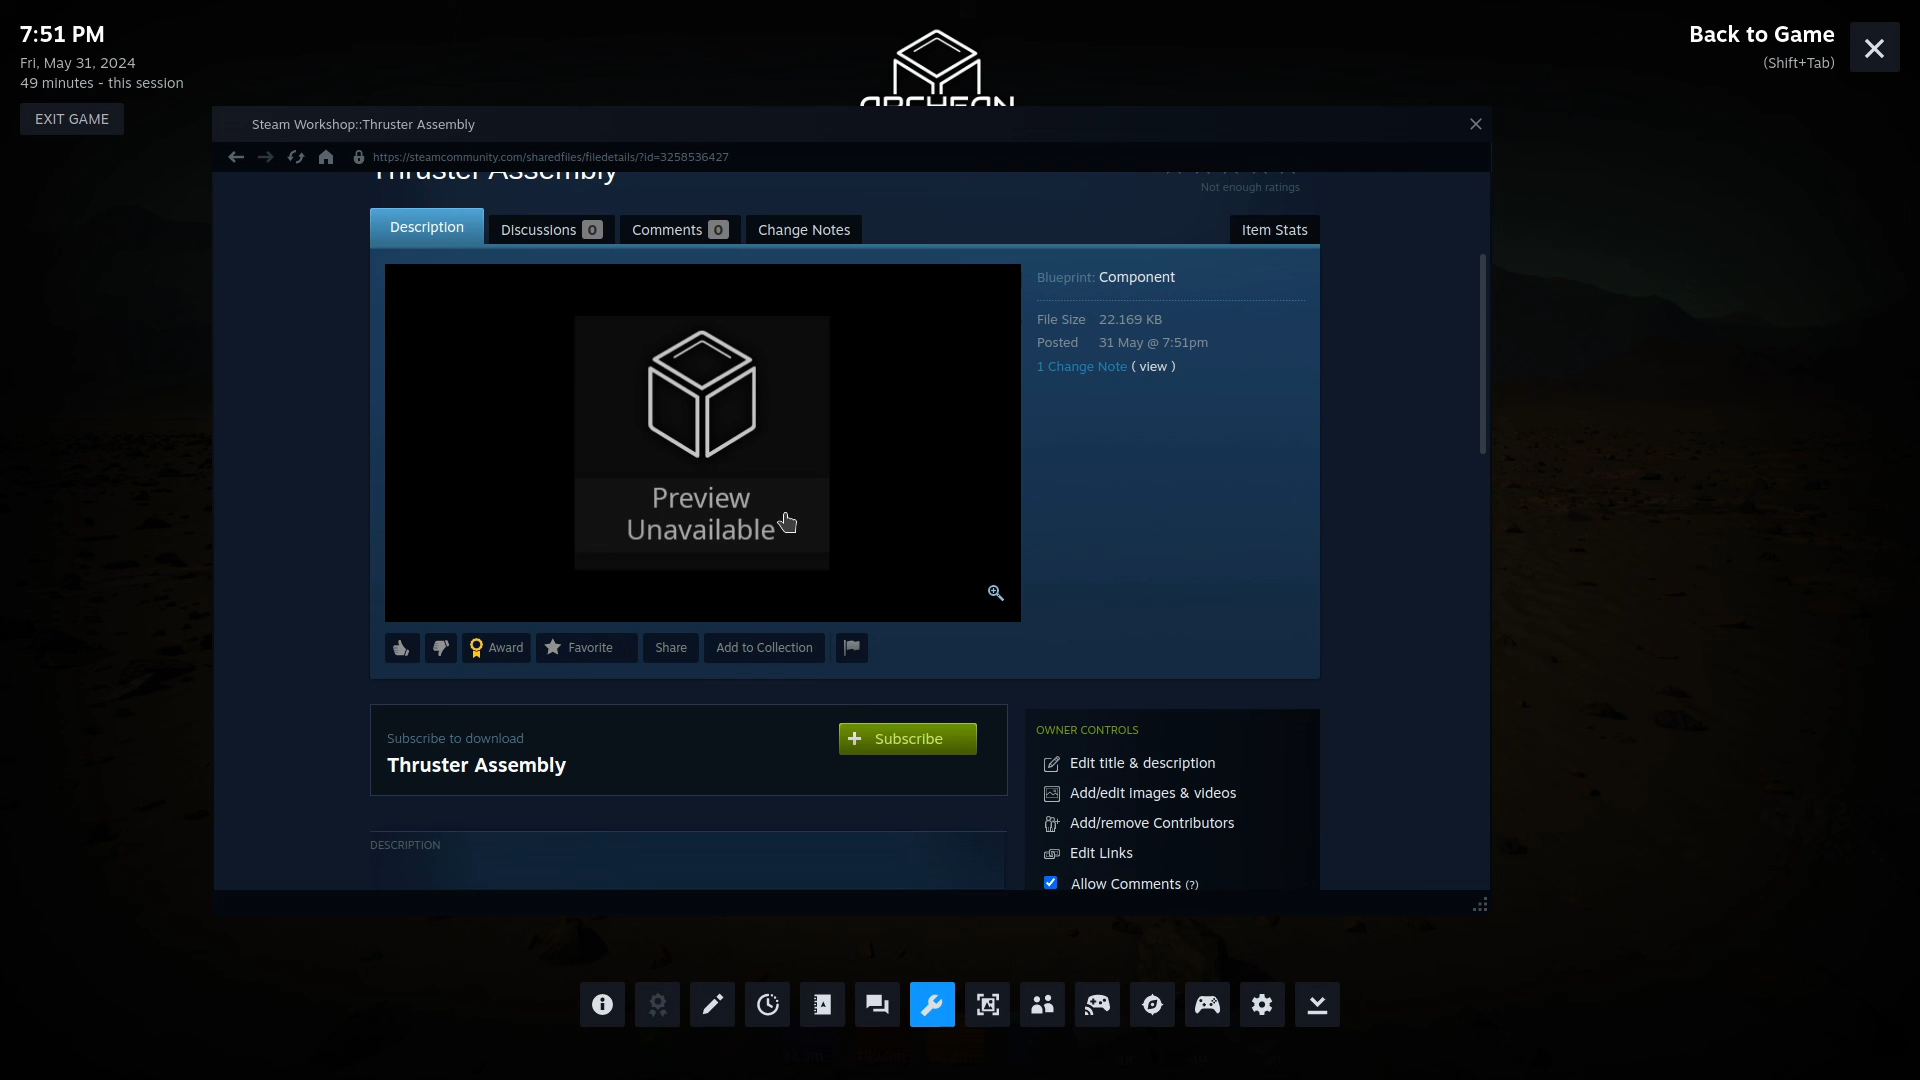 7:51 PM
Fri, May 31, 2024
49 minutes - this session
EXIT GAME
ARCHEAN
Back to Game
(Shift+Tab)
Steam Workshop::Thruster Assembly
https://steamcommunity.com/sharedfiles/filedetails/?id=3258536427
Thruster Assembly
Not enough ratings
Description
Discussions 0
Comments 0
Change Notes
Item Stats
Preview
Unavailable
Blueprint: Component
File Size 22.169 KB
Posted 31 May @ 7:51pm
1 Change Note ( view )
Award
Favorite
Share
Add to Collection
Subscribe to download
Thruster Assembly
Subscribe
DESCRIPTION
OWNER CONTROLS
Edit title & description
Add/edit images & videos
Add/remove Contributors
Edit Links
Allow Comments (?)